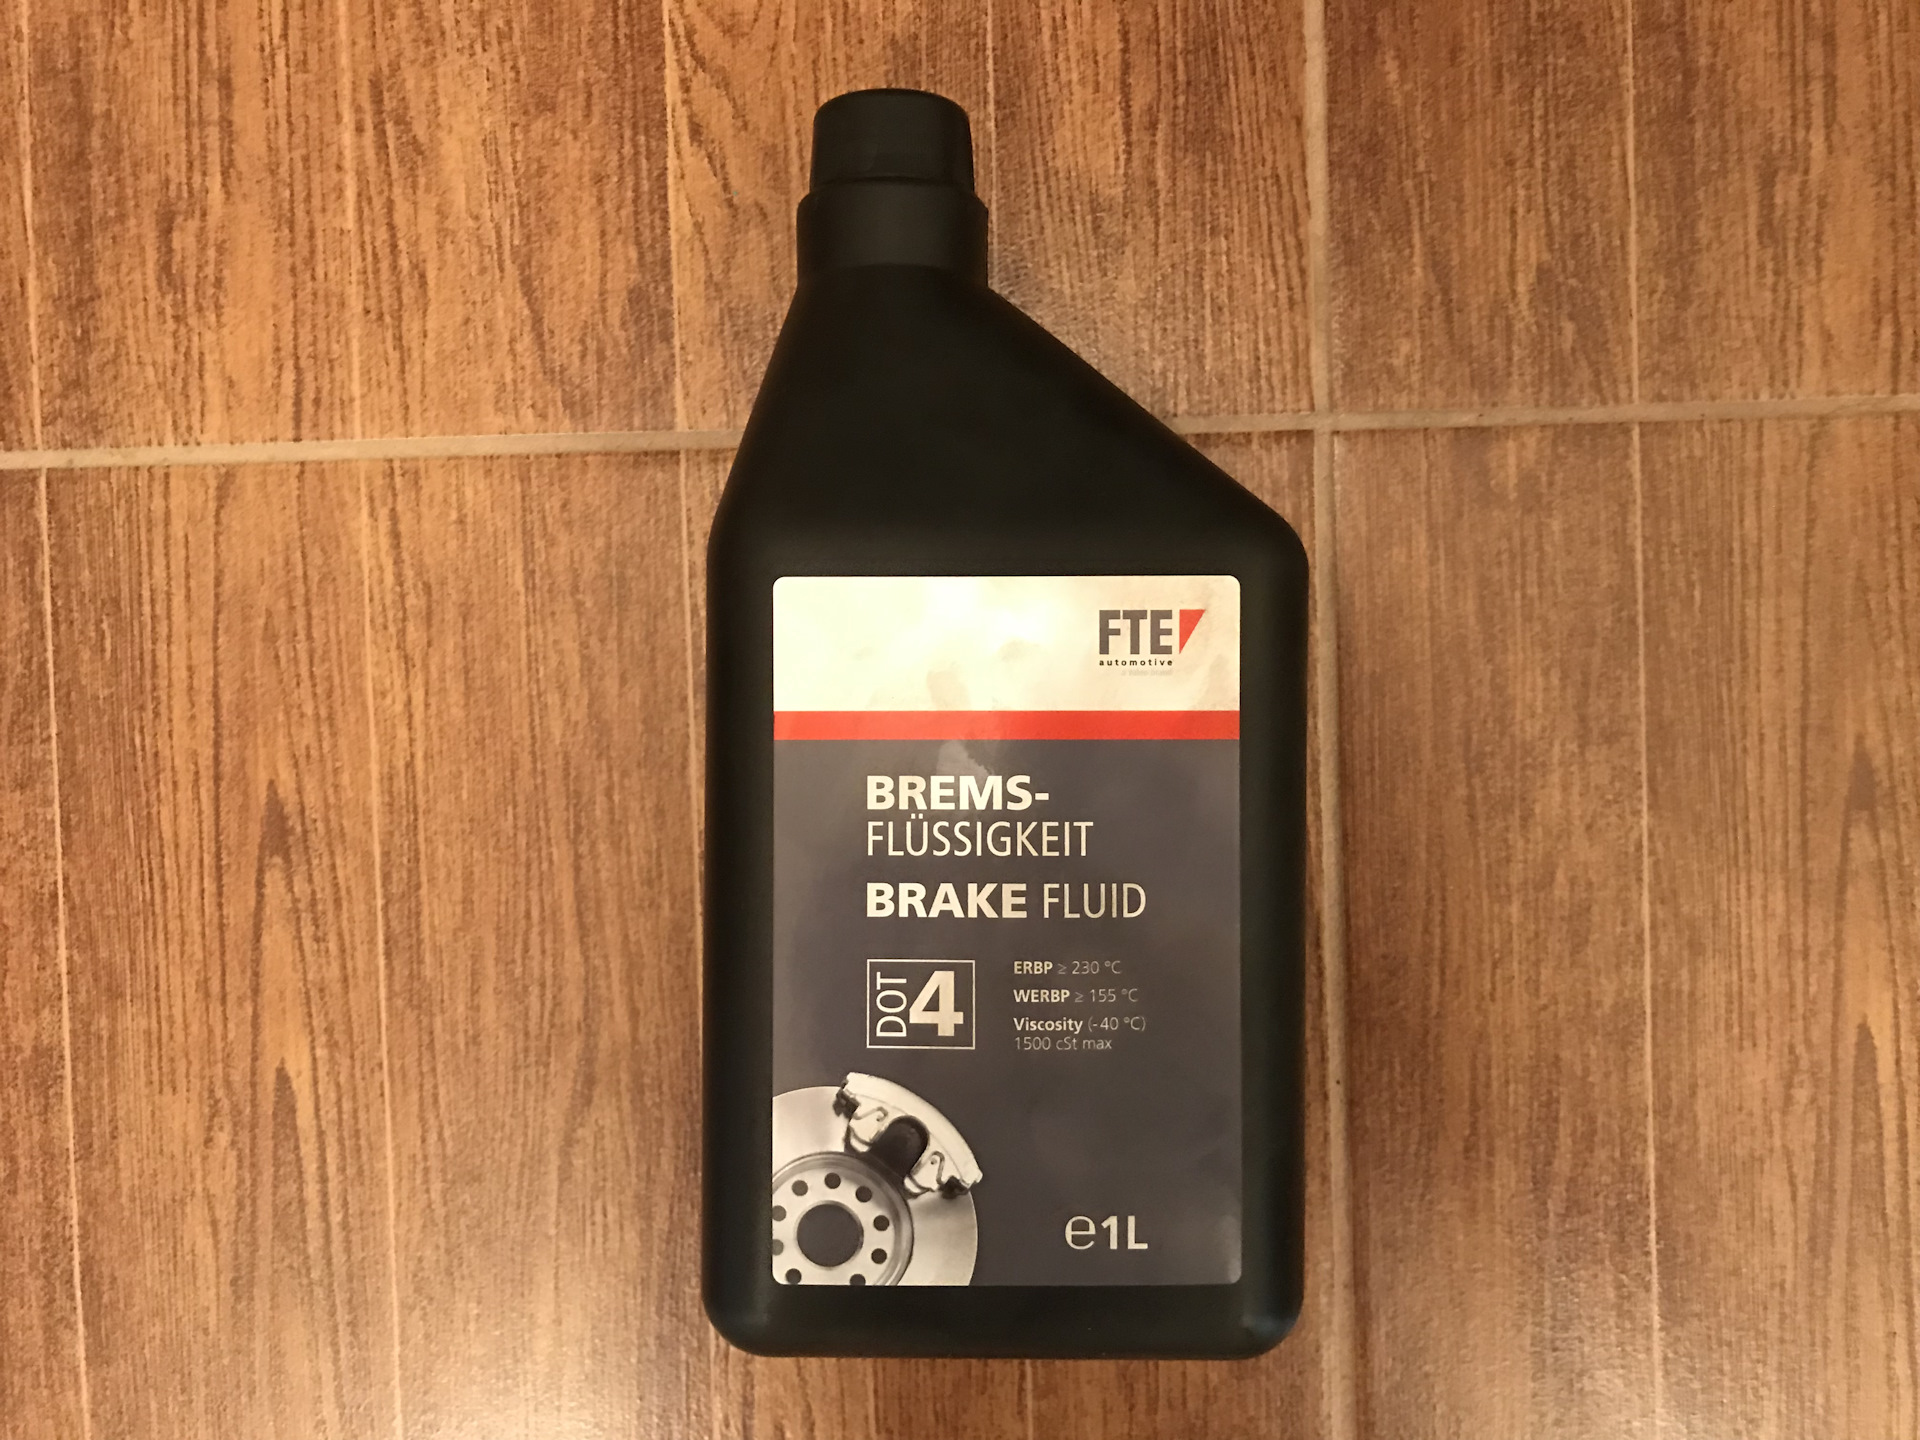 FTE
automotive
BREMS-
FLÜSSIGKEIT
BRAKE FLUID
DOT 4
ERBP ≥ 230 °C
WERBP ≥ 155 °C
Viscosity (-40 °C)
1500 cSt max
℮1L